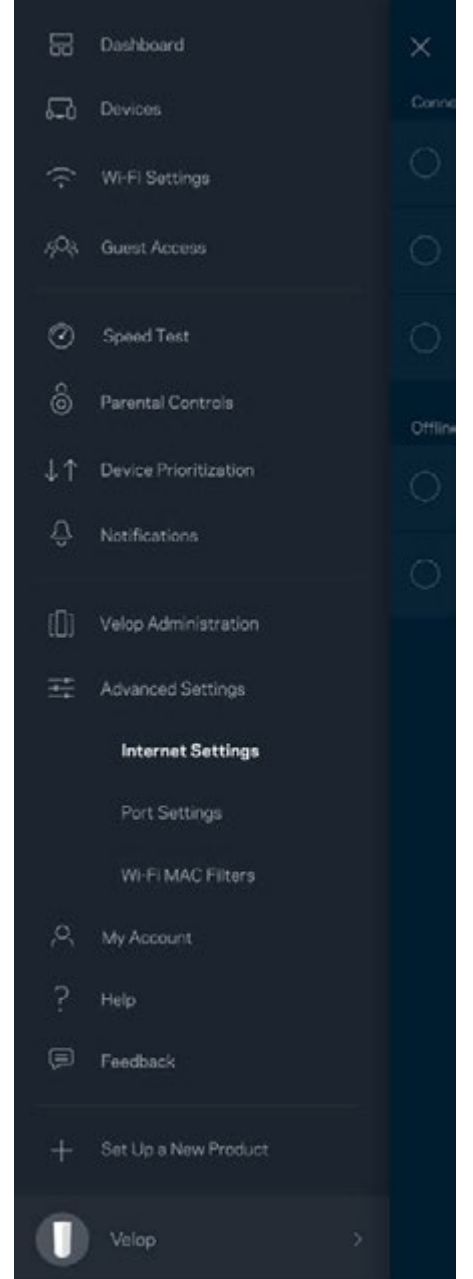 Dashboard
Devices
Wi-Fi Settings
Guest Access
Speed Test
Parental Controls
Device Prioritization
Notifications
Velop Administration
Advanced Settings
Internet Settings
Port Settings
Wi-Fi MAC Filters
My Account
Help
Feedback
Set Up a New Product
Velop